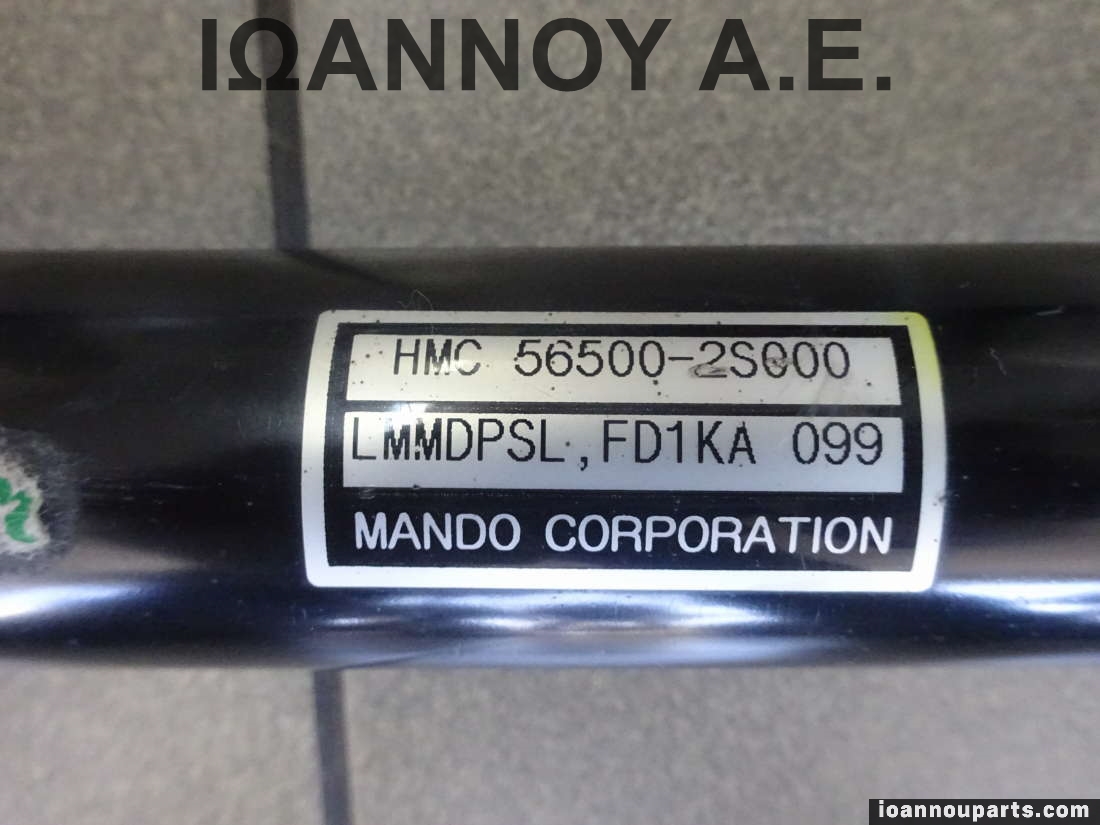 ΙΩΑΝΝΟΥ Α.Ε.
HMC 56500-2S000
LMMDPSL,FD1KA 099
MANDO CORPORATION
ioannouparts.com